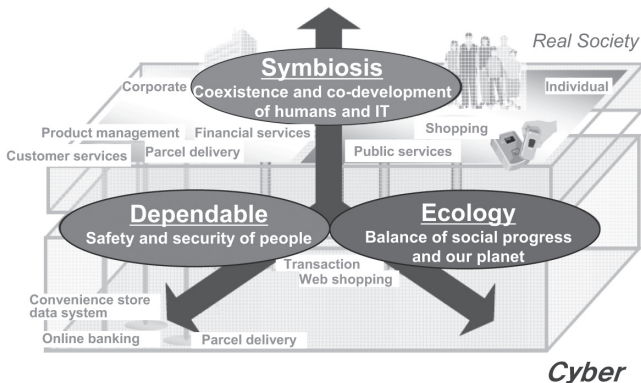 Real Society
Symbiosis
Coexistence and co-development
of humans and IT
Corporate
Individual
Product management
Financial services
Shopping
Customer services
Parcel delivery
Public services
Dependable
Safety and security of people
Ecology
Balance of social progress
and our planet
Transaction
Web shopping
Convenience store
data system
Online banking
Parcel delivery
Cyber